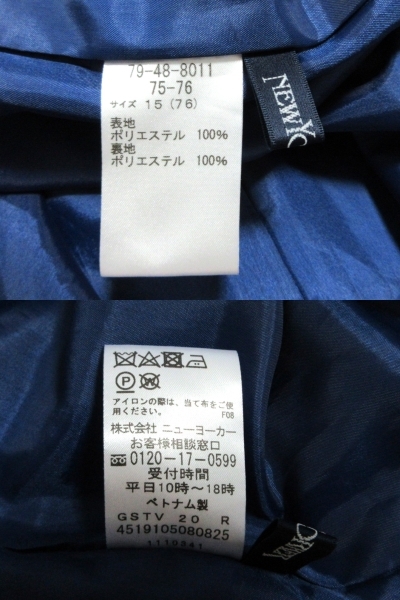 79-48-8011
75-76
サイズ 15 (76)
表地
ポリエステル 100%
裏地
ポリエステル 100%
NEWYO
P W
アイロンの際は、当て布をご使
用ください。 F08
株式会社 ニューヨーカー
お客様相談窓口
0120-17-0599
受付時間
平日10時～18時
ベトナム製
GSTV 20 R
4519105080825
1110341